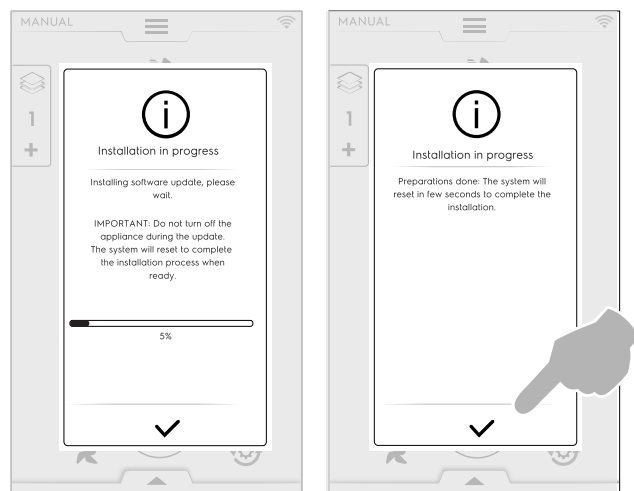 MANUAL
1
+
i
Installation in progress
Installing software update, please
wait.
IMPORTANT: Do not turn off the
appliance during the update.
The system will reset to complete
the installation process when
ready.
5%
MANUAL
1
+
i
Installation in progress
Preparations done: The system will
reset in few seconds to complete the
installation.